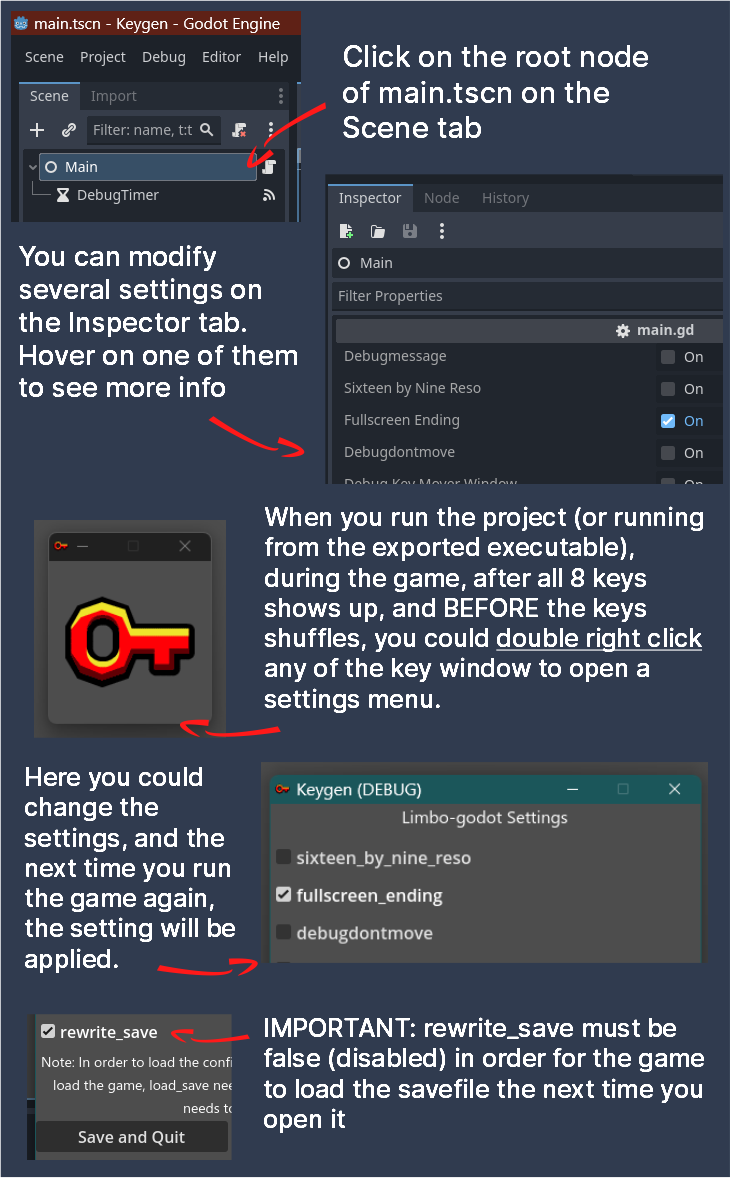 main.tscn - Keygen - Godot Engine
Scene Project Debug Editor Help
Scene Import
Filter: name, t:t
Main
DebugTimer
Click on the root node
of main.tscn on the
Scene tab
Inspector Node History
Main
Filter Properties
main.gd
Debugmessage On
Sixteen by Nine Reso On
Fullscreen Ending On
Debugdontmove On
Debug Key Mover Window On
You can modify
several settings on
the Inspector tab.
Hover on one of them
to see more info
When you run the project (or running
from the exported executable),
during the game, after all 8 keys
shows up, and BEFORE the keys
shuffles, you could double right click
any of the key window to open a
settings menu.
Here you could
change the
settings, and the
next time you run
the game again,
the setting will be
applied.
Keygen (DEBUG)
Limbo-godot Settings
sixteen_by_nine_reso
fullscreen_ending
debugdontmove
rewrite_save
Note: In order to load the confi
load the game, load_save nee
needs to
Save and Quit
IMPORTANT: rewrite_save must be
false (disabled) in order for the game
to load the savefile the next time you
open it